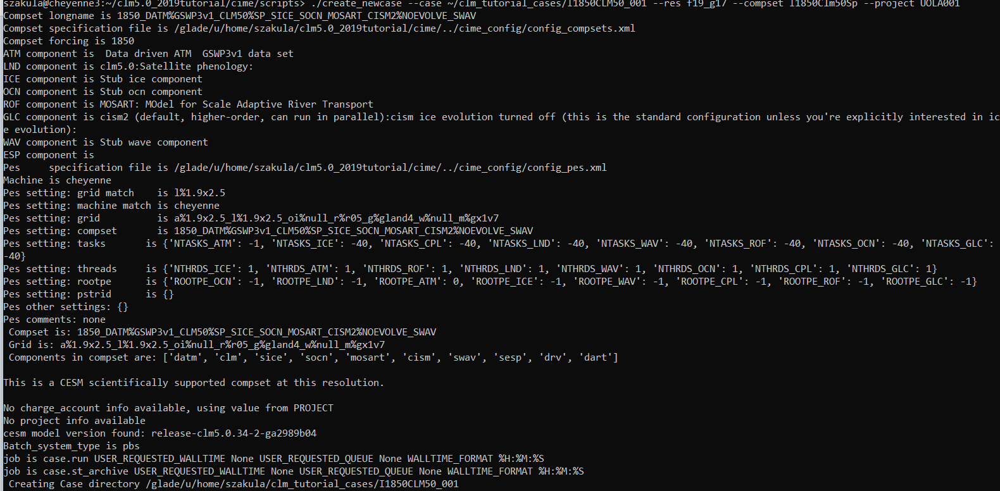 szakula@cheyenne3:~/clm5.0_2019tutorial/cime/scripts> ./create_newcase --case ~/clm_tutorial_cases/I1850CLM50_001 --res f19_g17 --compset I1850Clm50Sp --project UOLA001
Compset longname is 1850_DATM%GSWP3v1_CLM50%SP_SICE_SOCN_MOSART_CISM2%NOEVOLVE_SWAV
Compset specification file is /glade/u/home/szakula/clm5.0_2019tutorial/cime/../cime_config/config_compsets.xml
Compset forcing is 1850
ATM component is  Data driven ATM  GSWP3v1 data set
LND component is clm5.0:Satellite phenology:
ICE component is Stub ice component
OCN component is Stub ocn component
ROF component is MOSART: MOdel for Scale Adaptive River Transport
GLC component is cism2 (default, higher-order, can run in parallel):cism ice evolution turned off (this is the standard configuration unless you're explicitly interested in ic
e evolution):
WAV component is Stub wave component
ESP component is
Pes     specification file is /glade/u/home/szakula/clm5.0_2019tutorial/cime/../cime_config/config_pes.xml
Machine is cheyenne
Pes setting: grid match    is l%1.9x2.5
Pes setting: machine match is cheyenne
Pes setting: grid          is a%1.9x2.5_l%1.9x2.5_oi%null_r%r05_g%gland4_w%null_m%gx1v7
Pes setting: compset       is 1850_DATM%GSWP3v1_CLM50%SP_SICE_SOCN_MOSART_CISM2%NOEVOLVE_SWAV
Pes setting: tasks       is {'NTASKS_ATM': -1, 'NTASKS_ICE': -40, 'NTASKS_CPL': -40, 'NTASKS_LND': -40, 'NTASKS_WAV': -40, 'NTASKS_ROF': -40, 'NTASKS_OCN': -40, 'NTASKS_GLC':
-40}
Pes setting: threads     is {'NTHRDS_ICE': 1, 'NTHRDS_ATM': 1, 'NTHRDS_ROF': 1, 'NTHRDS_LND': 1, 'NTHRDS_WAV': 1, 'NTHRDS_OCN': 1, 'NTHRDS_CPL': 1, 'NTHRDS_GLC': 1}
Pes setting: rootpe      is {'ROOTPE_OCN': -1, 'ROOTPE_LND': -1, 'ROOTPE_ATM': 0, 'ROOTPE_ICE': -1, 'ROOTPE_WAV': -1, 'ROOTPE_CPL': -1, 'ROOTPE_ROF': -1, 'ROOTPE_GLC': -1}
Pes setting: pstrid      is {}
Pes other settings: {}
Pes comments: none
 Compset is: 1850_DATM%GSWP3v1_CLM50%SP_SICE_SOCN_MOSART_CISM2%NOEVOLVE_SWAV
 Grid is: a%1.9x2.5_l%1.9x2.5_oi%null_r%r05_g%gland4_w%null_m%gx1v7
 Components in compset are: ['datm', 'clm', 'sice', 'socn', 'mosart', 'cism', 'swav', 'sesp', 'drv', 'dart']
This is a CESM scientifically supported compset at this resolution.
No charge_account info available, using value from PROJECT
No project info available
cesm model version found: release-clm5.0.34-2-ga2989b04
Batch_system_type is pbs
job is case.run USER_REQUESTED_WALLTIME None USER_REQUESTED_QUEUE None WALLTIME_FORMAT %H:%M:%S
job is case.st_archive USER_REQUESTED_WALLTIME None USER_REQUESTED_QUEUE None WALLTIME_FORMAT %H:%M:%S
 Creating Case directory /glade/u/home/szakula/clm_tutorial_cases/I1850CLM50_001